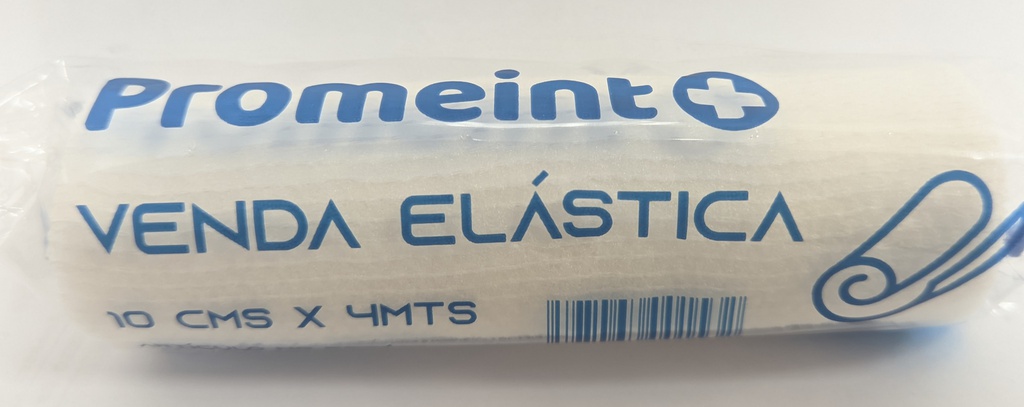 Promeint
VENDA ELÁSTICA
10 CMS X 4MTS